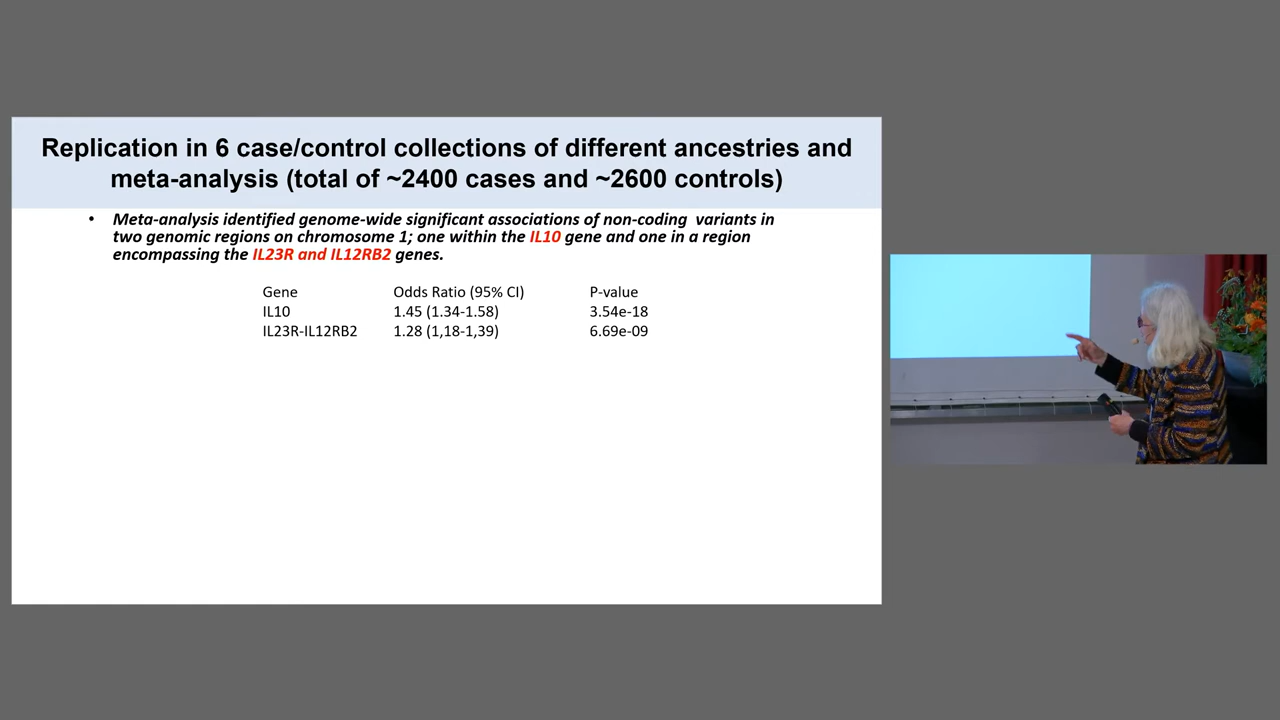 Replication in 6 case/control collections of different ancestries and
meta-analysis (total of ~2400 cases and ~2600 controls)
• Meta-analysis identified genome-wide significant associations of non-coding variants in
two genomic regions on chromosome 1; one within the IL10 gene and one in a region
encompassing the IL23R and IL12RB2 genes.
Gene Odds Ratio (95% CI) P-value
IL10 1.45 (1.34-1.58) 3.54e-18
IL23R-IL12RB2 1.28 (1,18-1,39) 6.69e-09